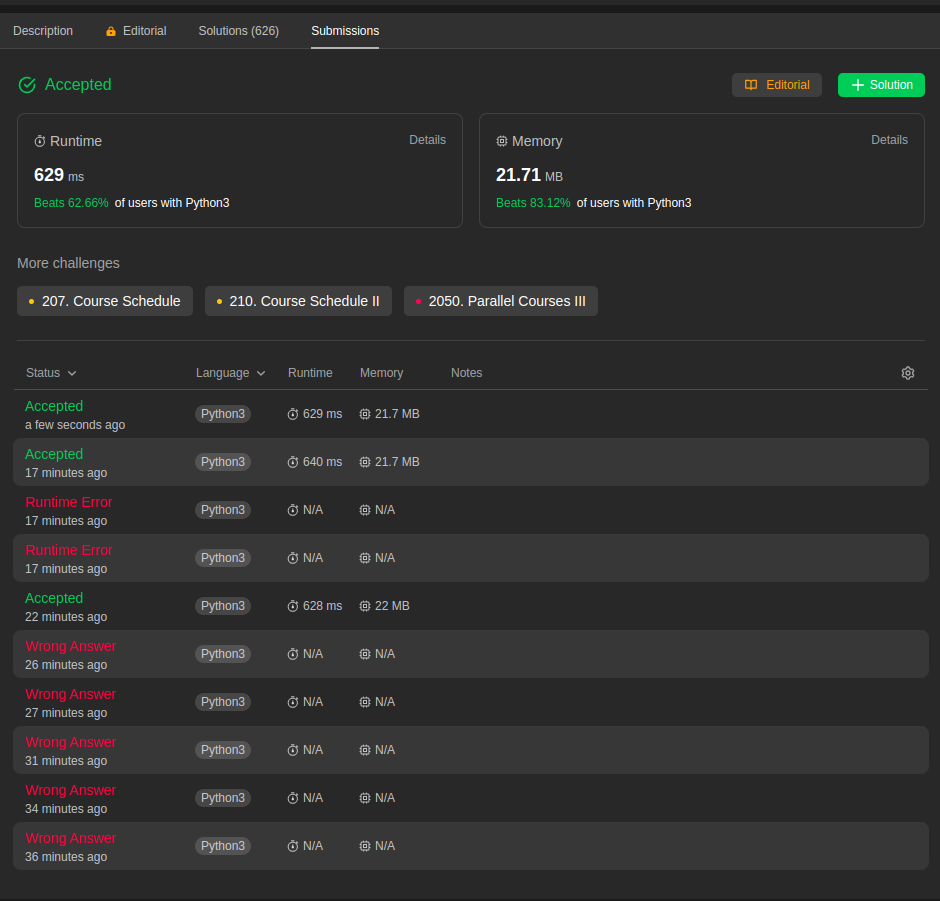 Description Editorial Solutions (626) Submissions
Accepted Editorial Solution
Runtime Details Memory Details
629 ms 21.71 MB
Beats 62.66% of users with Python3 Beats 83.12% of users with Python3
More challenges
207. Course Schedule 210. Course Schedule II 2050. Parallel Courses III
Status Language Runtime Memory Notes
Accepted
a few seconds ago Python3 629 ms 21.7 MB
Accepted
17 minutes ago Python3 640 ms 21.7 MB
Runtime Error
17 minutes ago Python3 N/A N/A
Runtime Error
17 minutes ago Python3 N/A N/A
Accepted
22 minutes ago Python3 628 ms 22 MB
Wrong Answer
26 minutes ago Python3 N/A N/A
Wrong Answer
27 minutes ago Python3 N/A N/A
Wrong Answer
31 minutes ago Python3 N/A N/A
Wrong Answer
34 minutes ago Python3 N/A N/A
Wrong Answer
36 minutes ago Python3 N/A N/A